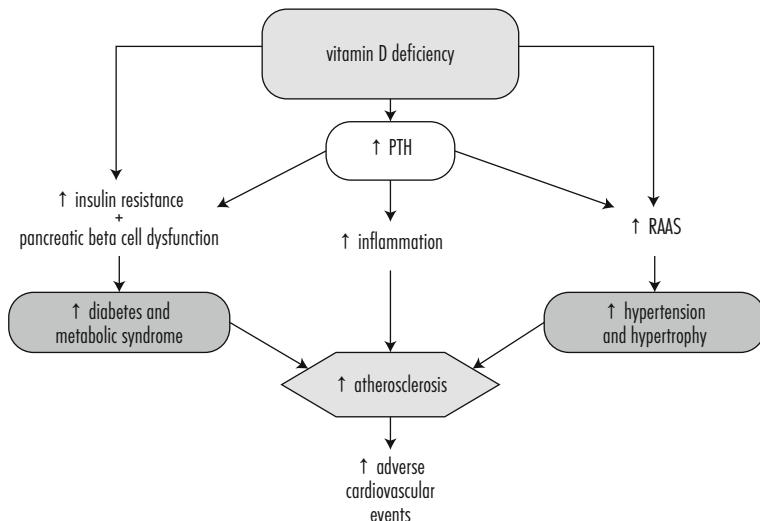 vitamin D deficiency
↑ PTH
↑ insulin resistance
+
pancreatic beta cell dysfunction
↑ inflammation
↑ RAAS
↑ diabetes and
metabolic syndrome
↑ hypertension
and hypertrophy
↑ atherosclerosis
↑ adverse
cardiovascular
events